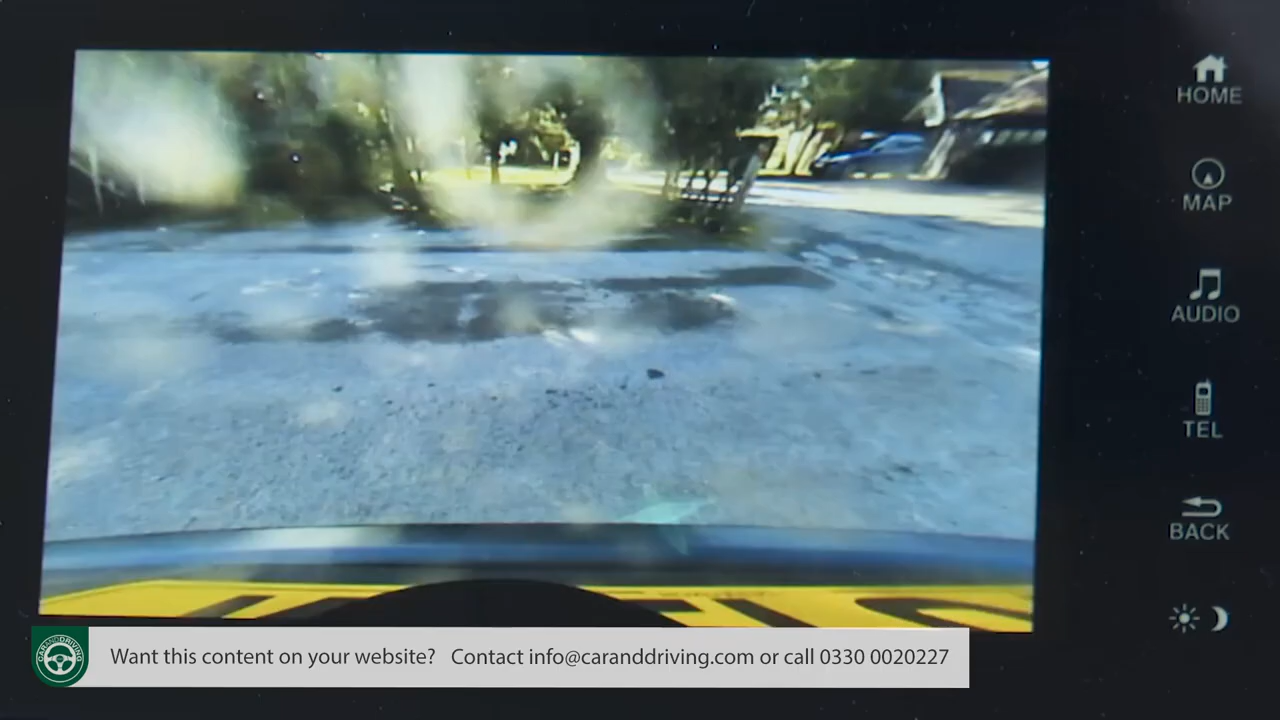 HOME
MAP
AUDIO
TEL
BACK
CARANDDRIVING
Want this content on your website? Contact info@caranddriving.com or call 0330 0020227